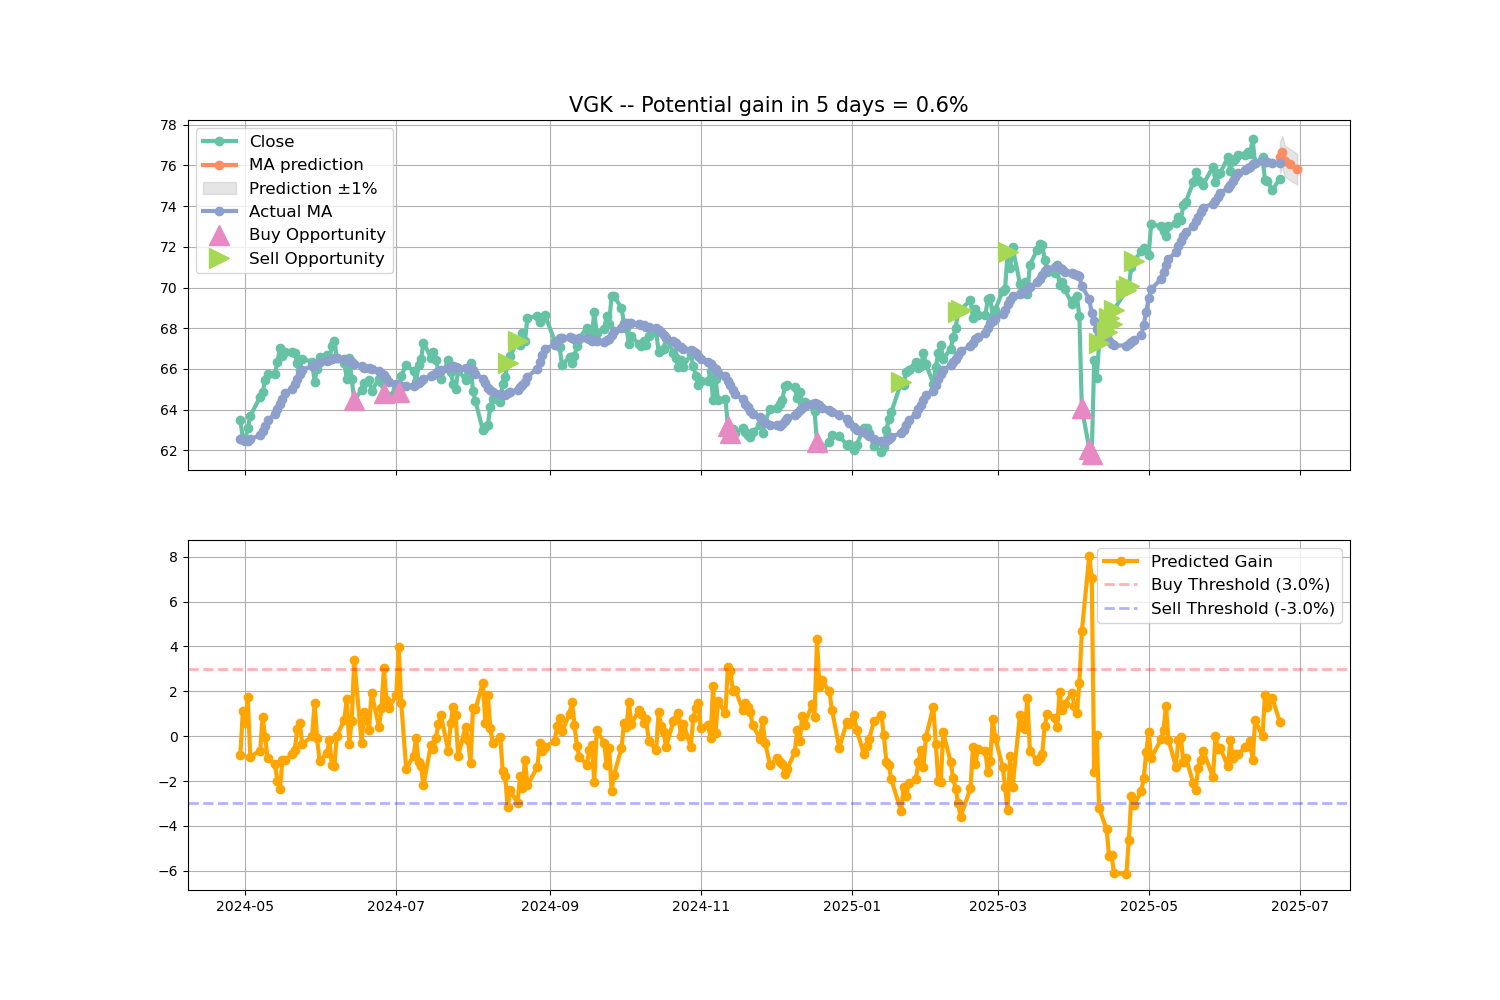 VGK -- Potential gain in 5 days = 0.6%
78
76
74
72
70
68
66
64
62
Close
MA prediction
Prediction ±1%
Actual MA
Buy Opportunity
Sell Opportunity
8
6
4
2
0
−2
−4
−6
Predicted Gain
Buy Threshold (3.0%)
Sell Threshold (-3.0%)
2024-05 2024-07 2024-09 2024-11 2025-01 2025-03 2025-05 2025-07